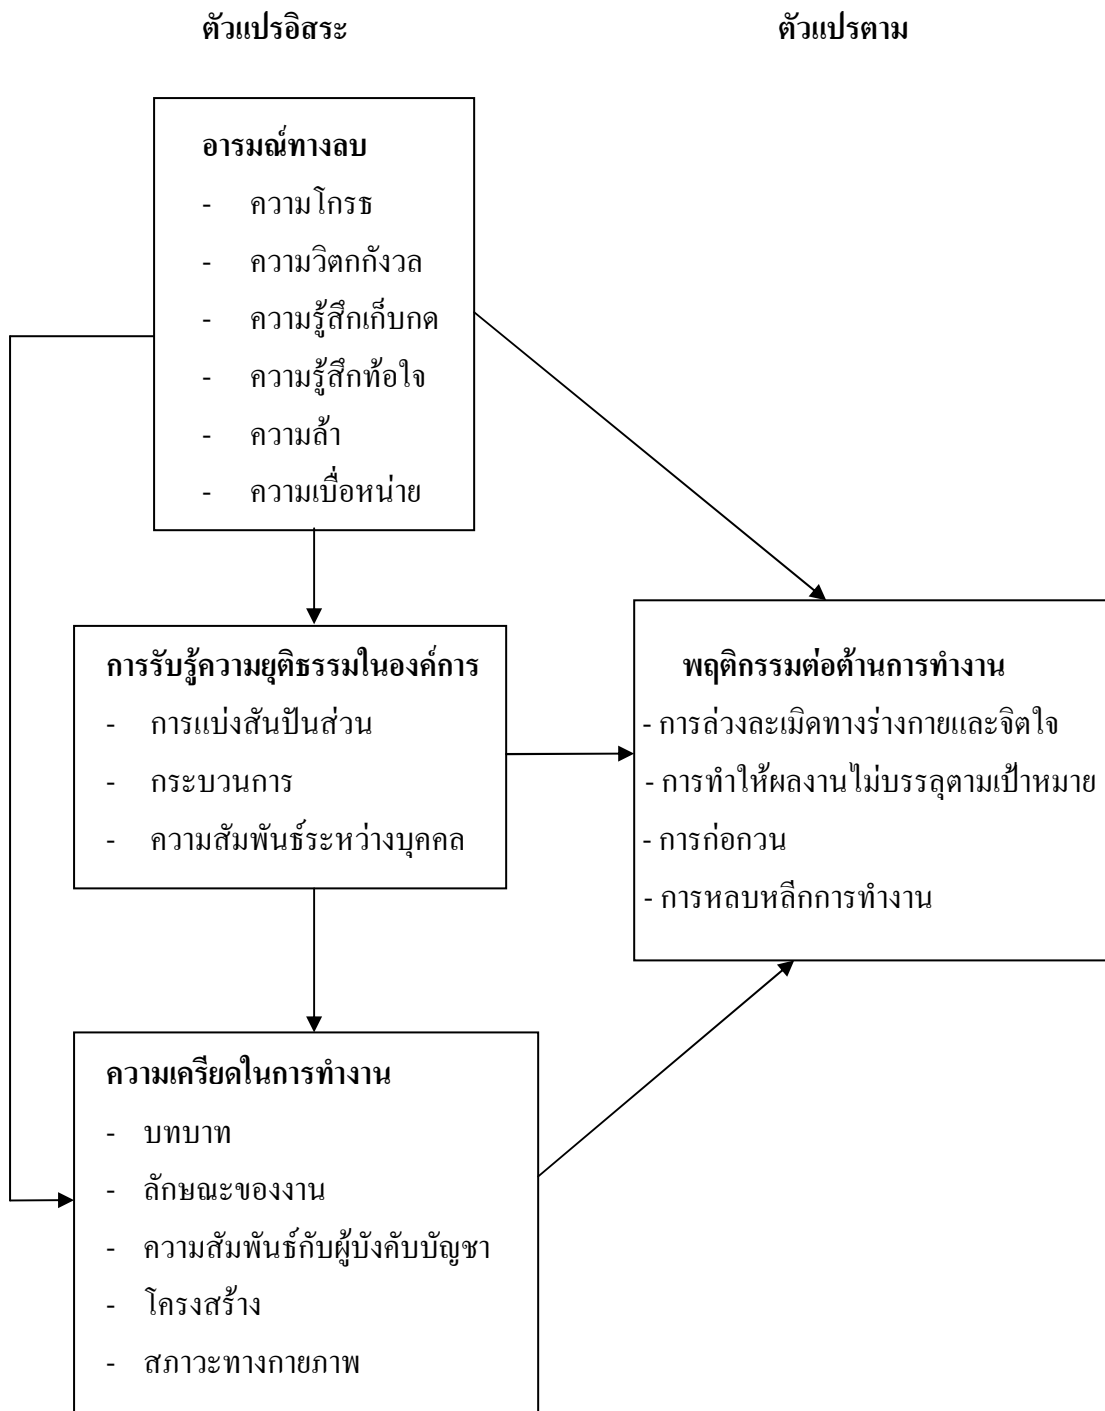 ตัวแปรอิสระ
ตัวแปรตาม
อารมณ์ทางลบ
- ความโกรธ
- ความวิตกกังวล
- ความรู้สึกเก็บกด
- ความรู้สึกท้อใจ
- ความล้า
- ความเบื่อหน่าย
การรับรู้ความยุติธรรมในองค์การ
- การแบ่งสันปันส่วน
- กระบวนการ
- ความสัมพันธ์ระหว่างบุคคล
พฤติกรรมต่อต้านการทำงาน
- การล่วงละเมิดทางร่างกายและจิตใจ
- การทำให้ผลงานไม่บรรลุตามเป้าหมาย
- การก่อกวน
- การหลบหลีกการทำงาน
ความเครียดในการทำงาน
- บทบาท
- ลักษณะของงาน
- ความสัมพันธ์กับผู้บังคับบัญชา
- โครงสร้าง
- สภาวะทางกายภาพ